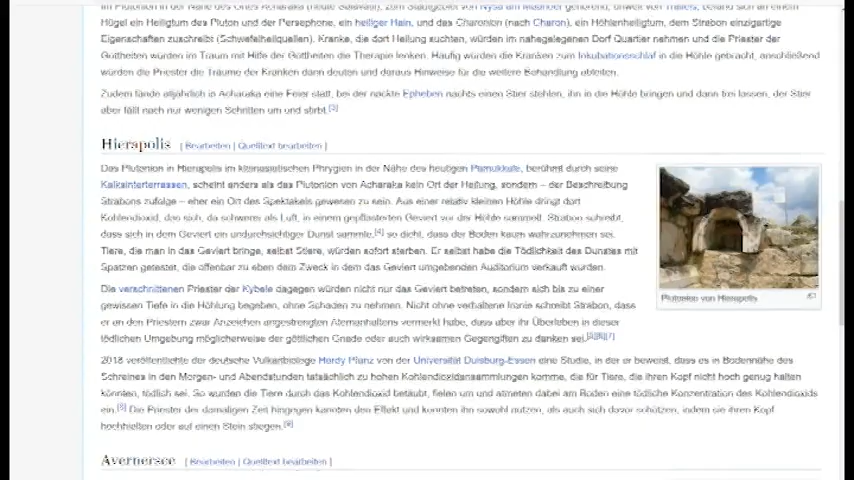 Im Plutonion in der Nähe des Ortes Acharaka (heute Salavatlı), zum Stadtgebiet von Nysa am Mäander gehörend, unweit von Tralleis, befand sich an einem
Hügel ein Heiligtum des Pluton und der Persephone, ein heiliger Hain, und das Charonion (nach Charon), ein Höhlenheiligtum, dem Strabon einzigartige
Eigenschaften zuschreibt (Schwefelheilquellen). Kranke, die dort Heilung suchten, würden im nahegelegenen Dorf Quartier nehmen und die Priester der
Gottheiten würden im Traum mit Hilfe der Gottheiten die Therapie lenken. Häufig würden die Kranken zum Inkubationsschlaf in die Höhle gebracht, anschließend
würden die Priester die Träume der Kranken dann deuten und daraus Hinweise für die weitere Behandlung ableiten.
Zudem fände alljährlich in Acharaka eine Feier statt, bei der nackte Epheben nachts einen Stier stehlen, ihn in die Höhle bringen und dann frei lassen, der Stier
aber fällt nach nur wenigen Schritten um und stirbt.[3]
Hierapolis [ Bearbeiten | Quelltext bearbeiten ]
Das Plutonion in Hierapolis im kleinasiatischen Phrygien in der Nähe des heutigen Pamukkale, berühmt durch seine
Kalksinterterrassen, scheint anders als das Plutonion von Acharaka kein Ort der Heilung, sondern – der Beschreibung
Strabons zufolge – eher ein Ort des Spektakels gewesen zu sein. Aus einer relativ kleinen Höhle dringt dort
Kohlendioxid, das sich, da schwerer als Luft, in einem gepflasterten Geviert vor der Höhle sammelt. Strabon schreibt,
dass sich in dem Geviert ein undurchsichtiger Dunst sammle,[4] so dicht, dass der Boden kaum wahrzunehmen sei.
Tiere, die man in das Geviert bringe, selbst Stiere, würden sofort sterben. Er selbst habe die Tödlichkeit des Dunstes mit
Spatzen getestet, die offenbar zu eben dem Zweck in dem das Geviert umgebenden Auditorium verkauft wurden.
Plutonion von Hierapolis
Die verschnittenen Priester der Kybele dagegen würden nicht nur das Geviert betreten, sondern sich bis zu einer
gewissen Tiefe in die Höhlung begeben, ohne Schaden zu nehmen. Nicht ohne verhaltene Ironie schreibt Strabon, dass
er an den Priestern zwar Anzeichen angestrengten Atemanhaltens vermerkt habe, dass aber ihr Überleben in dieser
tödlichen Umgebung möglicherweise der göttlichen Gnade oder auch wirksamen Gegengiften zu danken sei.[5][6][7]
2018 veröffentlichte der deutsche Vulkanbiologe Hardy Pfanz von der Universität Duisburg-Essen eine Studie, in der er beweist, dass es in Bodennähe des
Schreines in den Morgen- und Abendstunden tatsächlich zu hohen Kohlendioxidansammlungen komme, die für Tiere, die ihren Kopf nicht hoch genug halten
könnten, tödlich sei. So wurden die Tiere durch das Kohlendioxid betäubt, fielen um und atmeten dabei am Boden eine tödliche Konzentration des Kohlendioxids
ein.[8] Die Priester der damaligen Zeit hingegen kannten den Effekt und konnten ihn sowohl nutzen, als auch sich davor schützen, indem sie ihren Kopf
hochhielten oder auf einen Stein stiegen.[9]
Avernersee [ Bearbeiten | Quelltext bearbeiten ]